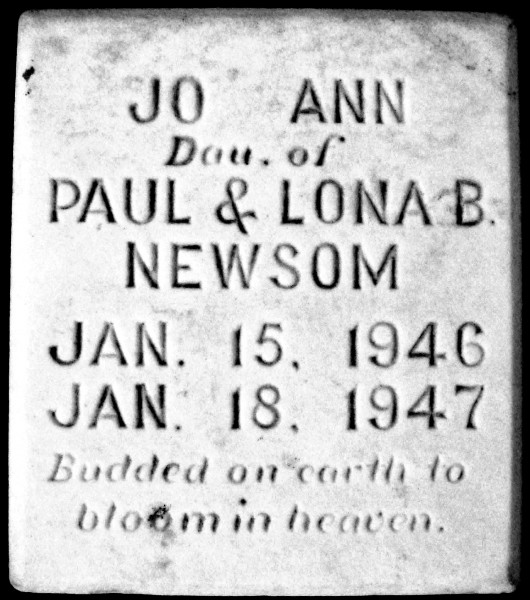 JO ANN
Dau. of
PAUL & LONA B.
NEWSOM
JAN. 15, 1946
JAN. 18, 1947
Budded on earth to
bloom in heaven.